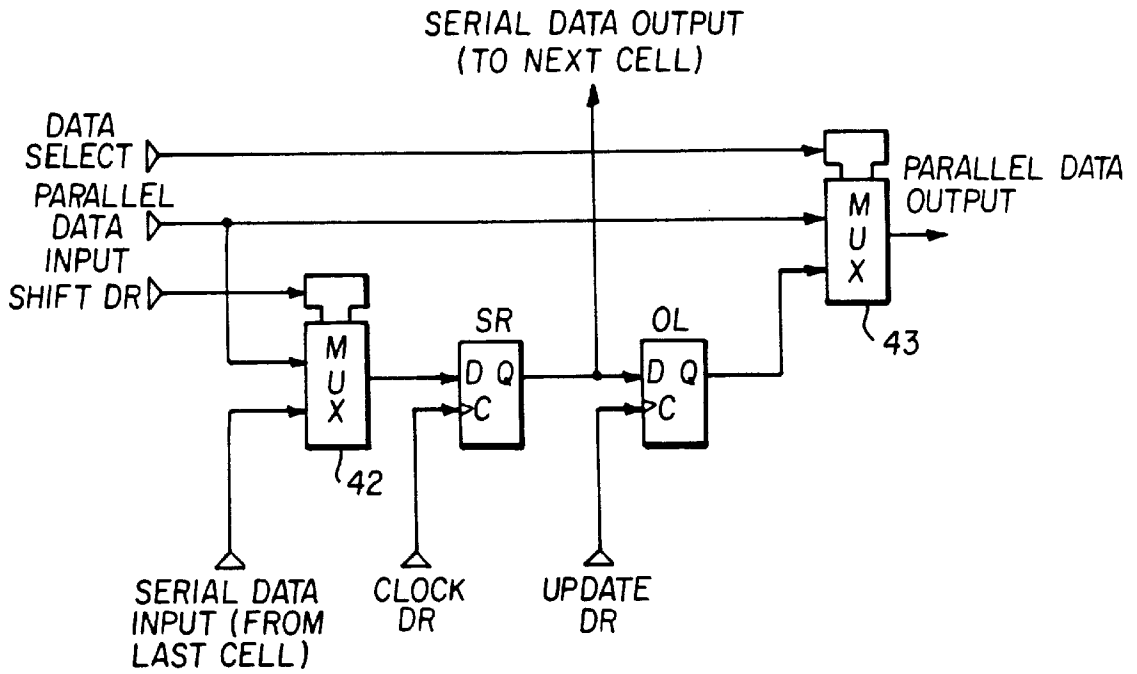 SERIAL DATA OUTPUT
(TO NEXT CELL)
DATA
SELECT
PARALLEL
DATA
INPUT
SHIFT DR
PARALLEL DATA
OUTPUT
M
U
X
43
M
U
X
42
SR
D Q
C
OL
D Q
C
SERIAL DATA
INPUT (FROM
LAST CELL)
CLOCK
DR
UPDATE
DR